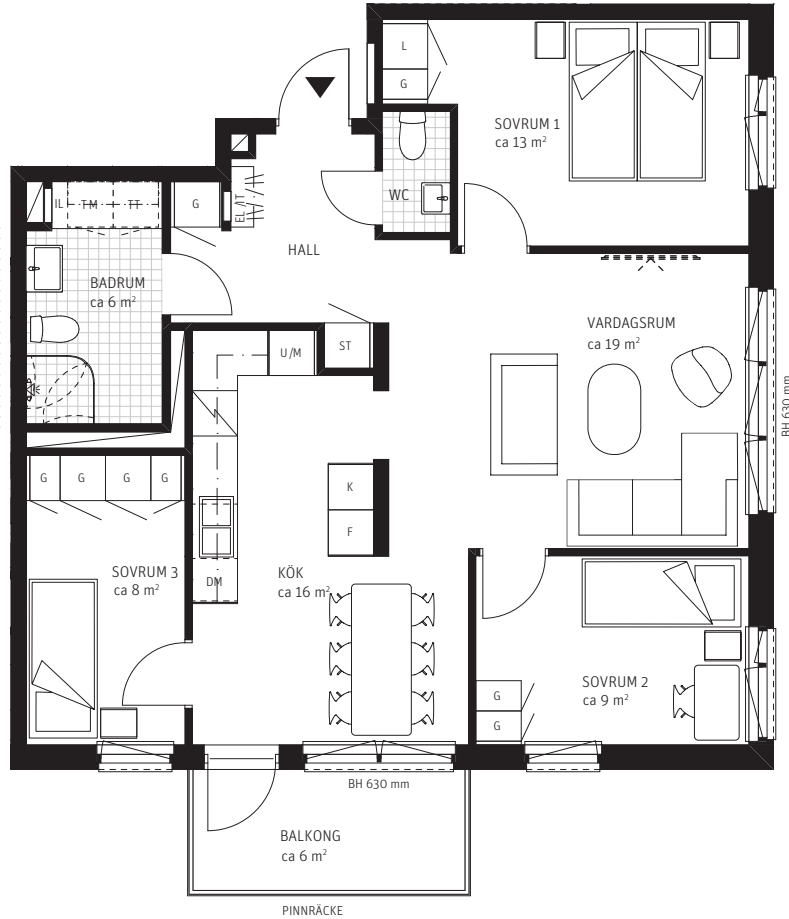 L
G
SOVRUM 1
ca 13 m²
WC
IL
TM
TT
G
EL
AT
HALL
BADRUM
ca 6 m²
VARDAGSRUM
ca 19 m²
U/M
ST
BH 630 mm
G
G
G
G
K
F
SOVRUM 3
ca 8 m²
DM
KÖK
ca 16 m²
SOVRUM 2
ca 9 m²
G
G
BH 630 mm
BALKONG
ca 6 m²
PINNRÄCKE